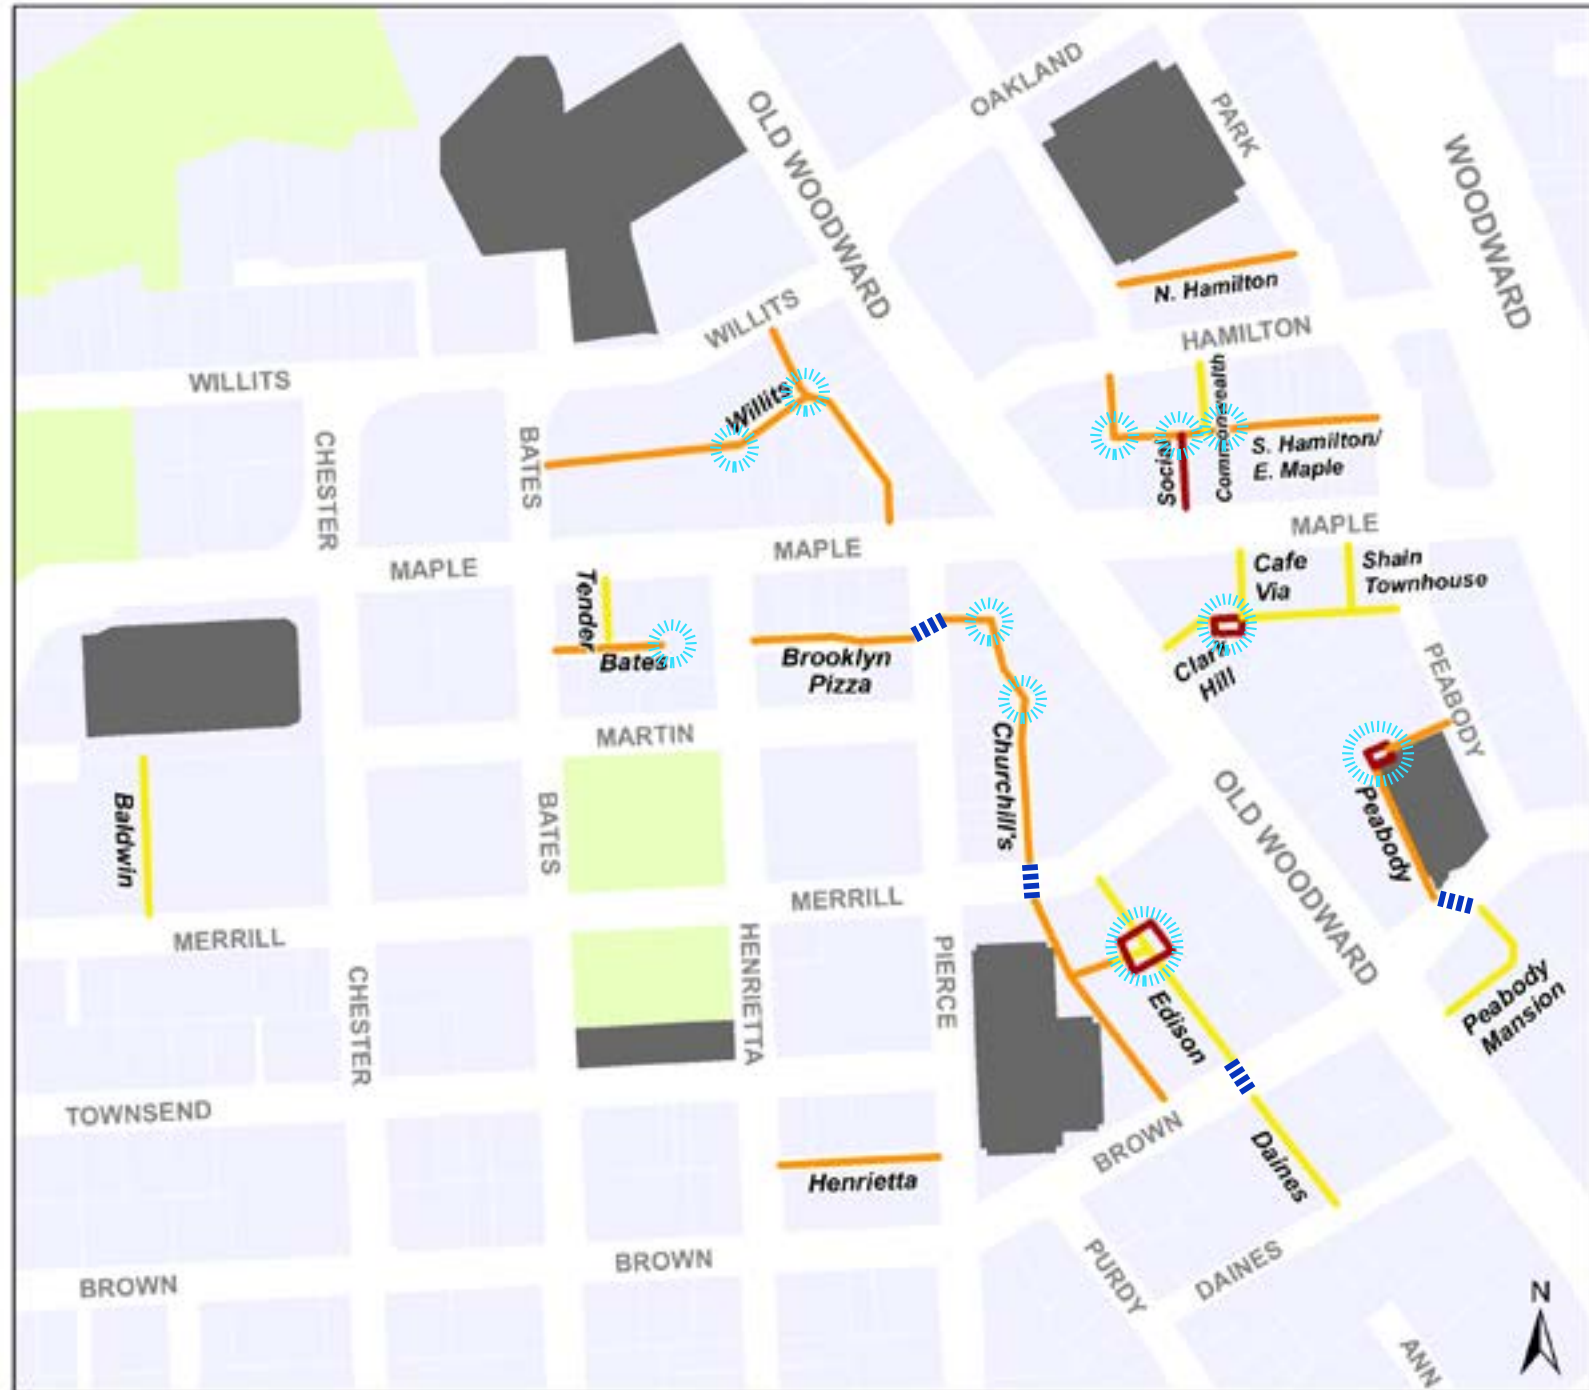 OLD WOODWARD
OAKLAND
PARK
WOODWARD
N. Hamilton
HAMILTON
WILLITS
WILLITS
Willits
CHESTER
BATES
Social
Commonwealth
S. Hamilton/
E. Maple
MAPLE
MAPLE
MAPLE
Tender
Bates
Brooklyn
Pizza
Cafe
Via
Shain
Townhouse
Clark
Hill
PEABODY
MARTIN
Churchill's
Baldwin
BATES
OLD WOODWARD
Peabody
MERRILL
MERRILL
CHESTER
HENRIETTA
PIERCE
Edison
Peabody
Mansion
TOWNSEND
BROWN
Henrietta
Daines
BROWN
BROWN
PURDY
DAINES
ANN
N